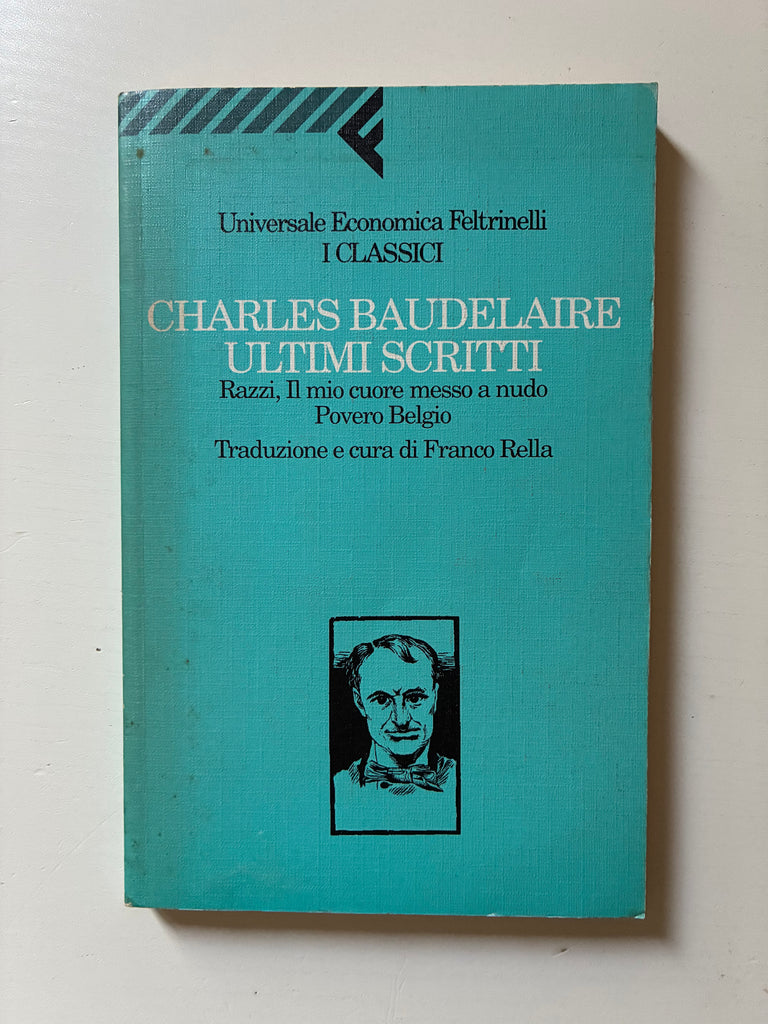 Universale Economica Feltrinelli
I CLASSICI
CHARLES BAUDELAIRE
ULTIMI SCRITTI
Razzi, Il mio cuore messo a nudo
Povero Belgio
Traduzione e cura di Franco Rella